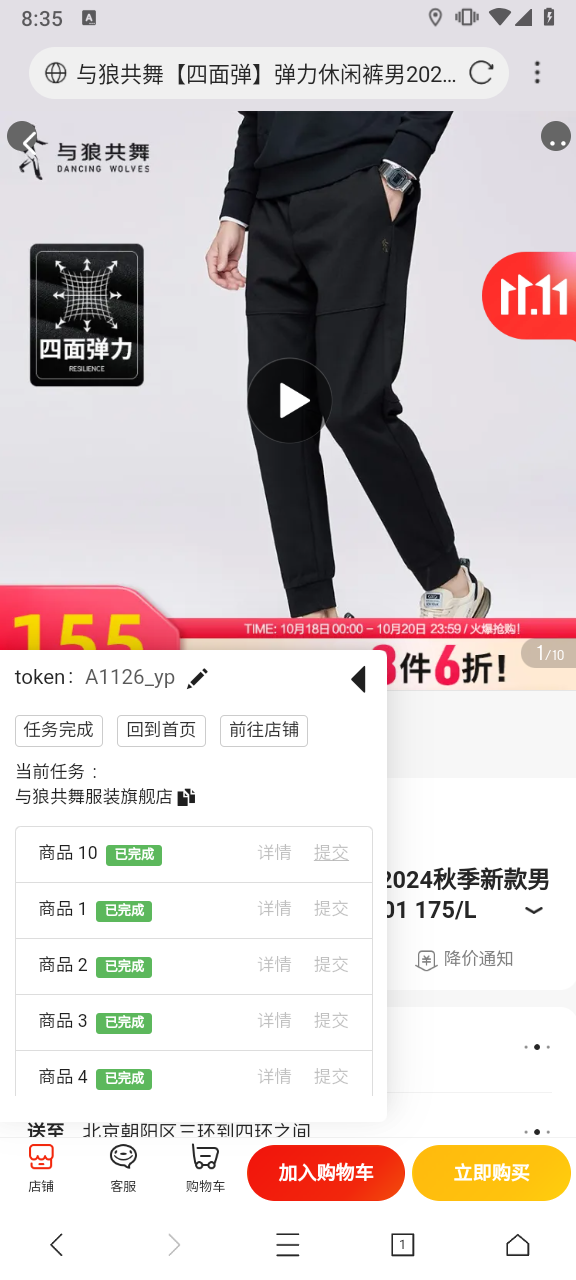 8:35
A
与狼共舞【四面弹】弹力休闲裤男202...
与狼共舞
DANCING WOLVES
四面弹力
RESILIENCE
11.11
155
TIME: 10月18日00:00 - 10月20日 23:59 / 火爆抢购!
3件6折!
1/10
token: A1126_yp
任务完成 回到首页 前往店铺
当前任务 :
与狼共舞服装旗舰店
商品 10 已完成 详情 提交
商品 1 已完成 详情 提交
商品 2 已完成 详情 提交
商品 3 已完成 详情 提交
商品 4 已完成 详情 提交
2024秋季新款男
01 175/L
降价通知
送至 北京朝阳区三环到四环之间
店铺 客服 购物车 加入购物车 立即购买
1